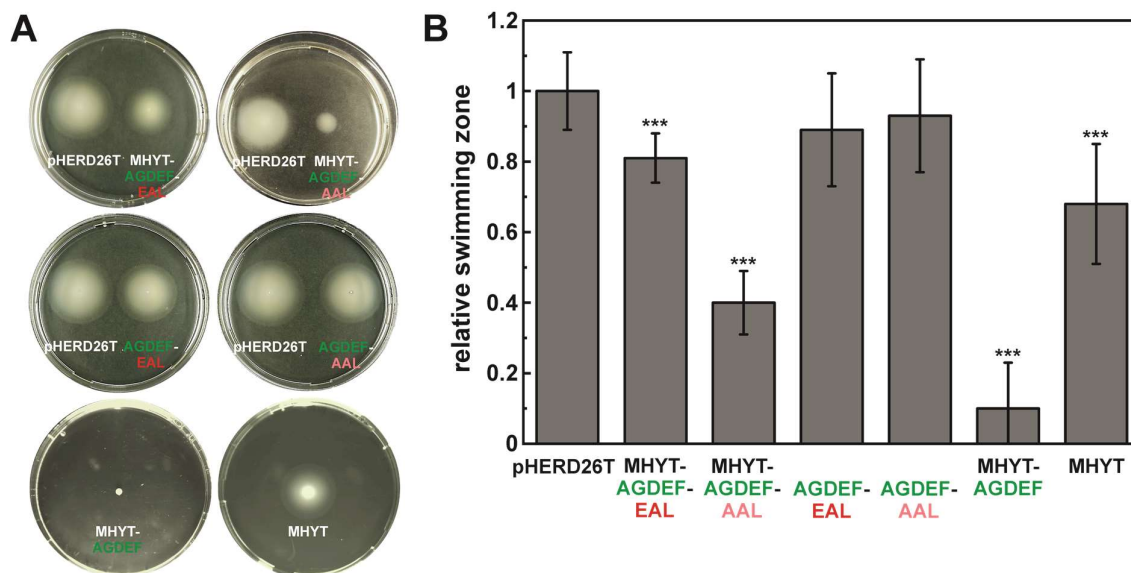 A
pHERD26T MHYT-
AGDEF-
EAL
pHERD26T MHYT-
AGDEF-
AAL
pHERD26T AGDEF-
EAL
pHERD26T AGDEF-
AAL
MHYT-
AGDEF
MHYT
B
relative swimming zone
1.2
1
0.8
0.6
0.4
0.2
0
***
***
***
***
pHERD26T
MHYT-
AGDEF-
EAL
MHYT-
AGDEF-
AAL
AGDEF-
EAL
AGDEF-
AAL
MHYT-
AGDEF
MHYT